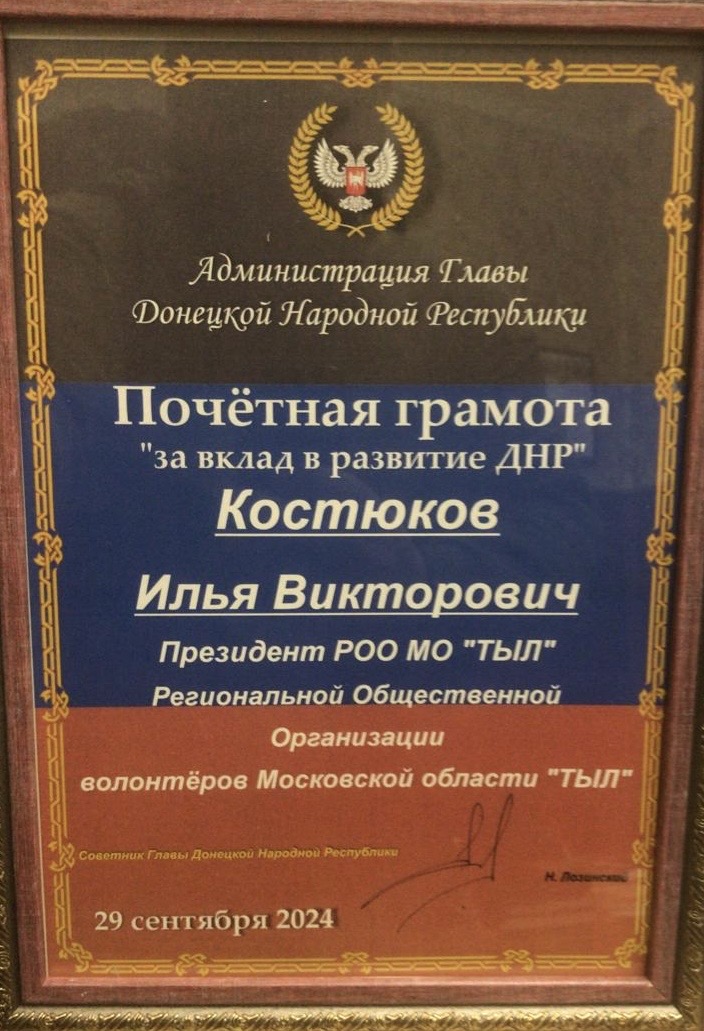 Администрация Главы
Донецкой Народной Республики
Почётная грамота
"за вклад в развитие ДНР"
Костюков
Илья Викторович
Президент РОО МО "ТЫЛ"
Региональной Общественной
Организации
волонтёров Московской области "ТЫЛ"
Советник Главы Донецкой Народной Республики
Н. Лозинский
29 сентября 2024